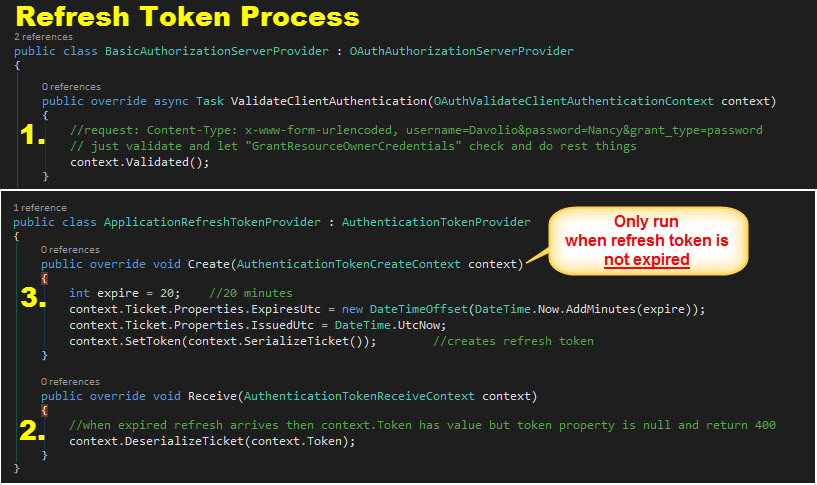 Refresh Token Process
2 references
public class BasicAuthorizationServerProvider : OAuthAuthorizationServerProvider
{
0 references
public override async Task ValidateClientAuthentication(OAuthValidateClientAuthenticationContext context)
{
1.
//request: Content-Type: x-www-form-urlencoded, username=Davolio&password=Nancy&grant_type=password
// just validate and let "GrantResourceOwnerCredentials" check and do rest things
context.Validated();
}
1 reference
public class ApplicationRefreshTokenProvider : AuthenticationTokenProvider
{
0 references
public override void Create(AuthenticationTokenCreateContext context)
Only run
when refresh token is
not expired
{
3.
int expire = 20; //20 minutes
context.Ticket.Properties.ExpiresUtc = new DateTimeOffset(DateTime.Now.AddMinutes(expire));
context.Ticket.Properties.IssuedUtc = DateTime.UtcNow;
context.SetToken(context.SerializeTicket()); //creates refresh token
}
0 references
public override void Receive(AuthenticationTokenReceiveContext context)
{
2.
//when expired refresh arrives then context.Token has value but token property is null and return 400
context.DeserializeTicket(context.Token);
}
}